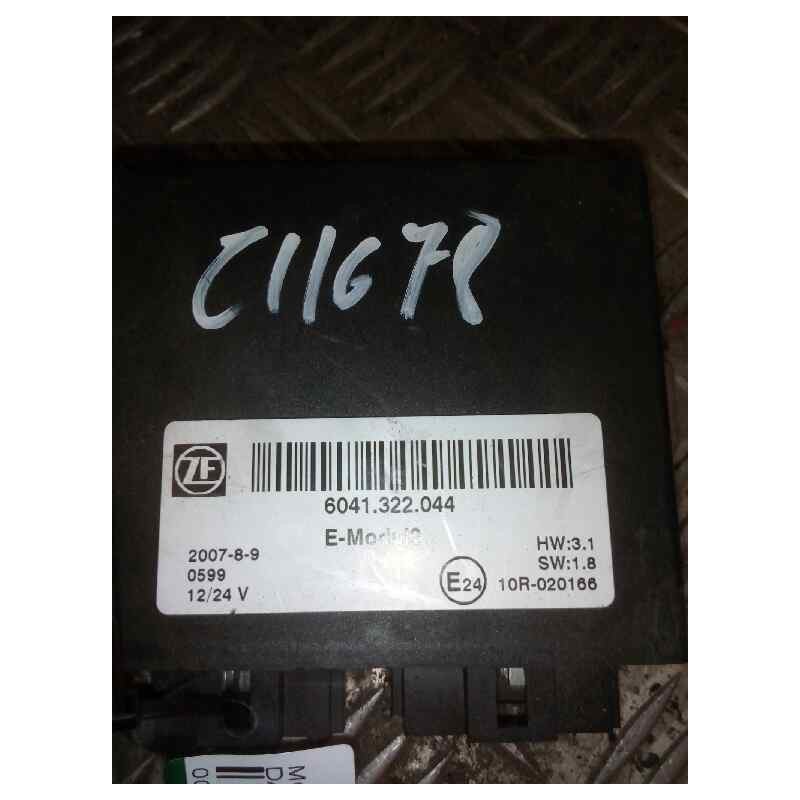 C11678
ZF
6041.322.044
E-Modul2
2007-8-9
0599
12/24 V
HW:3.1
SW:1.8
E24
10R-020166